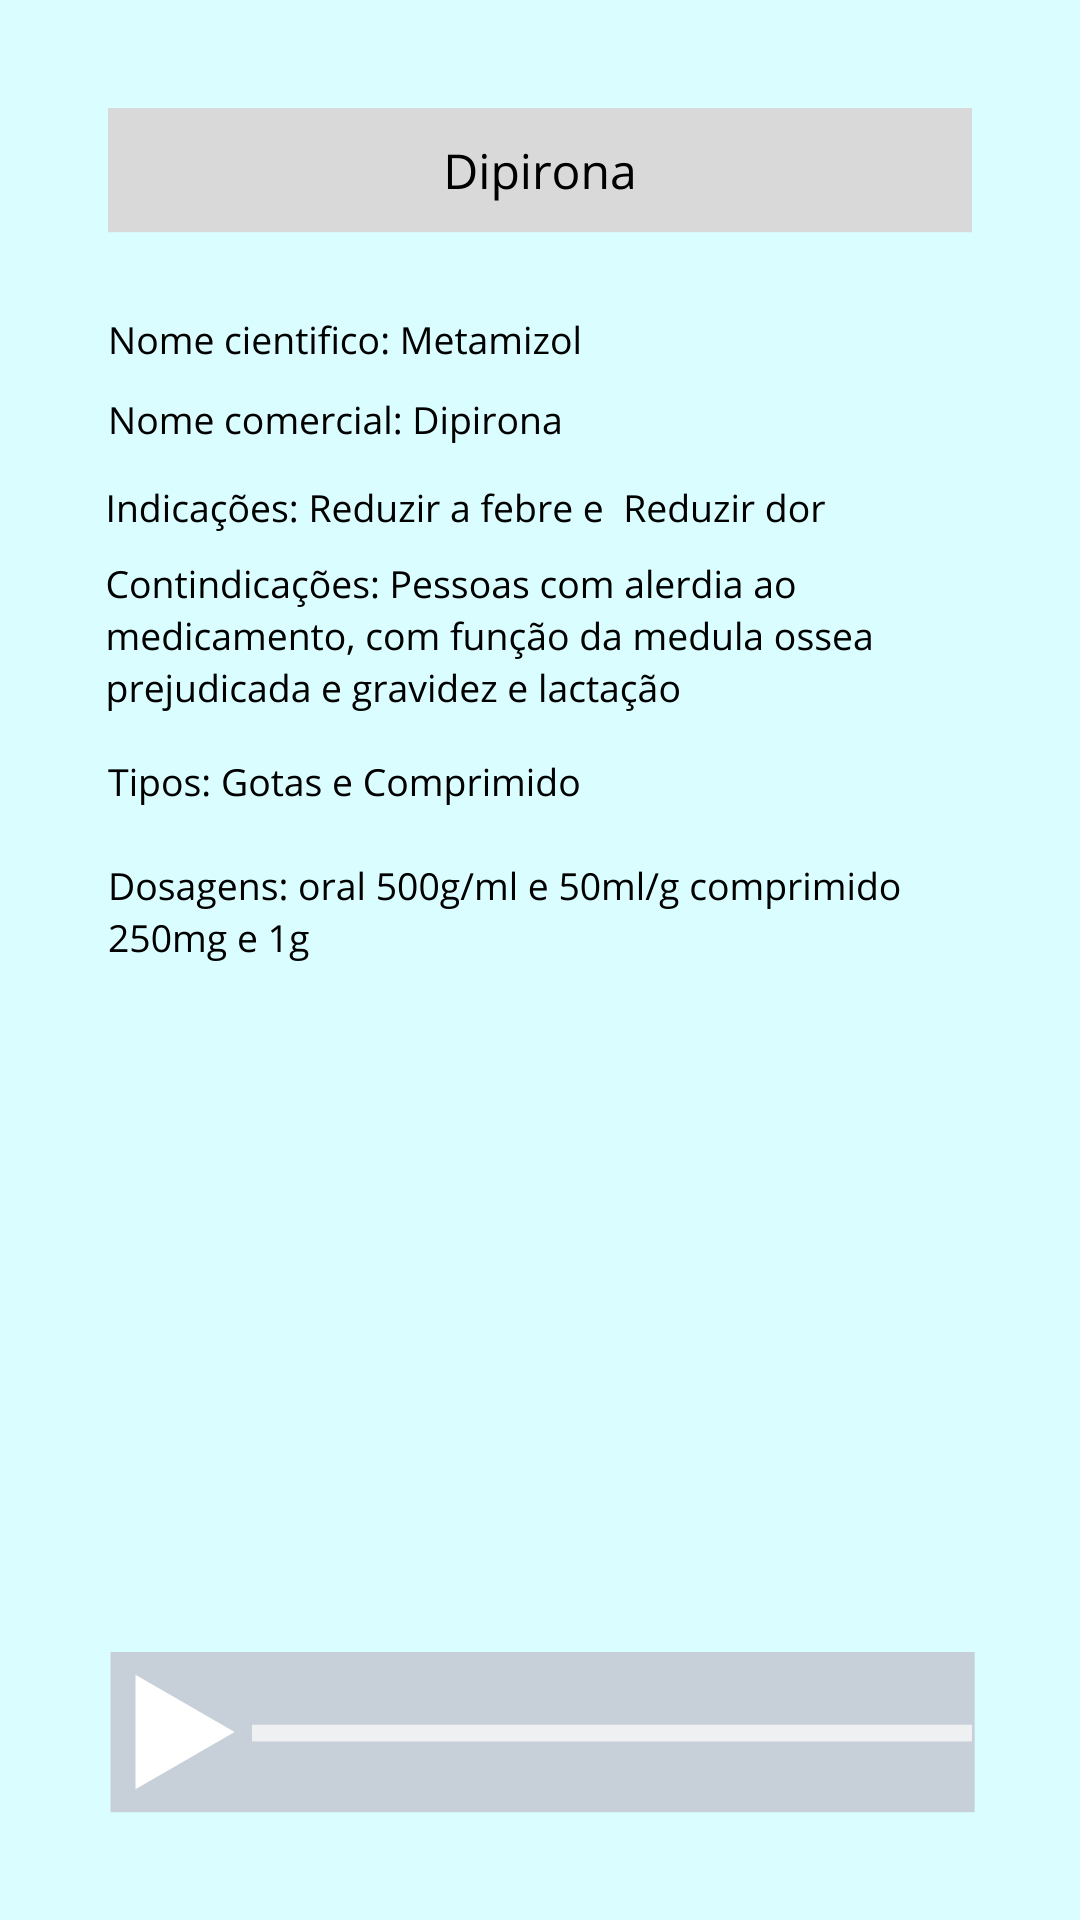 Dipirona
Nome cientifico: Metamizol
Nome comercial: Dipirona
Indicações: Reduzir a febre e  Reduzir dor
Contindicações: Pessoas com alerdia ao
medicamento, com função da medula ossea
prejudicada e gravidez e lactação
Tipos: Gotas e Comprimido
Dosagens: oral 500g/ml e 50ml/g comprimido
250mg e 1g